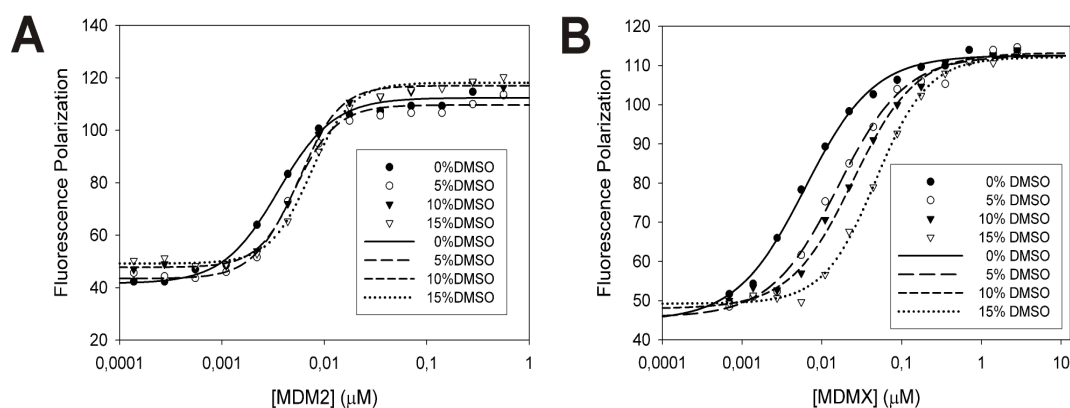 A
Fluorescence Polarization
140
120
100
80
60
40
20
0,0001
0,001
0,01
0,1
1
[MDM2] (μM)
0%DMSO
5%DMSO
10%DMSO
15%DMSO
0%DMSO
5%DMSO
10%DMSO
15%DMSO
B
Fluorescence Polarization
120
110
100
90
80
70
60
50
40
0,0001
0,001
0,01
0,1
1
10
[MDMX] (μM)
0% DMSO
5% DMSO
10% DMSO
15% DMSO
0% DMSO
5% DMSO
10% DMSO
15% DMSO